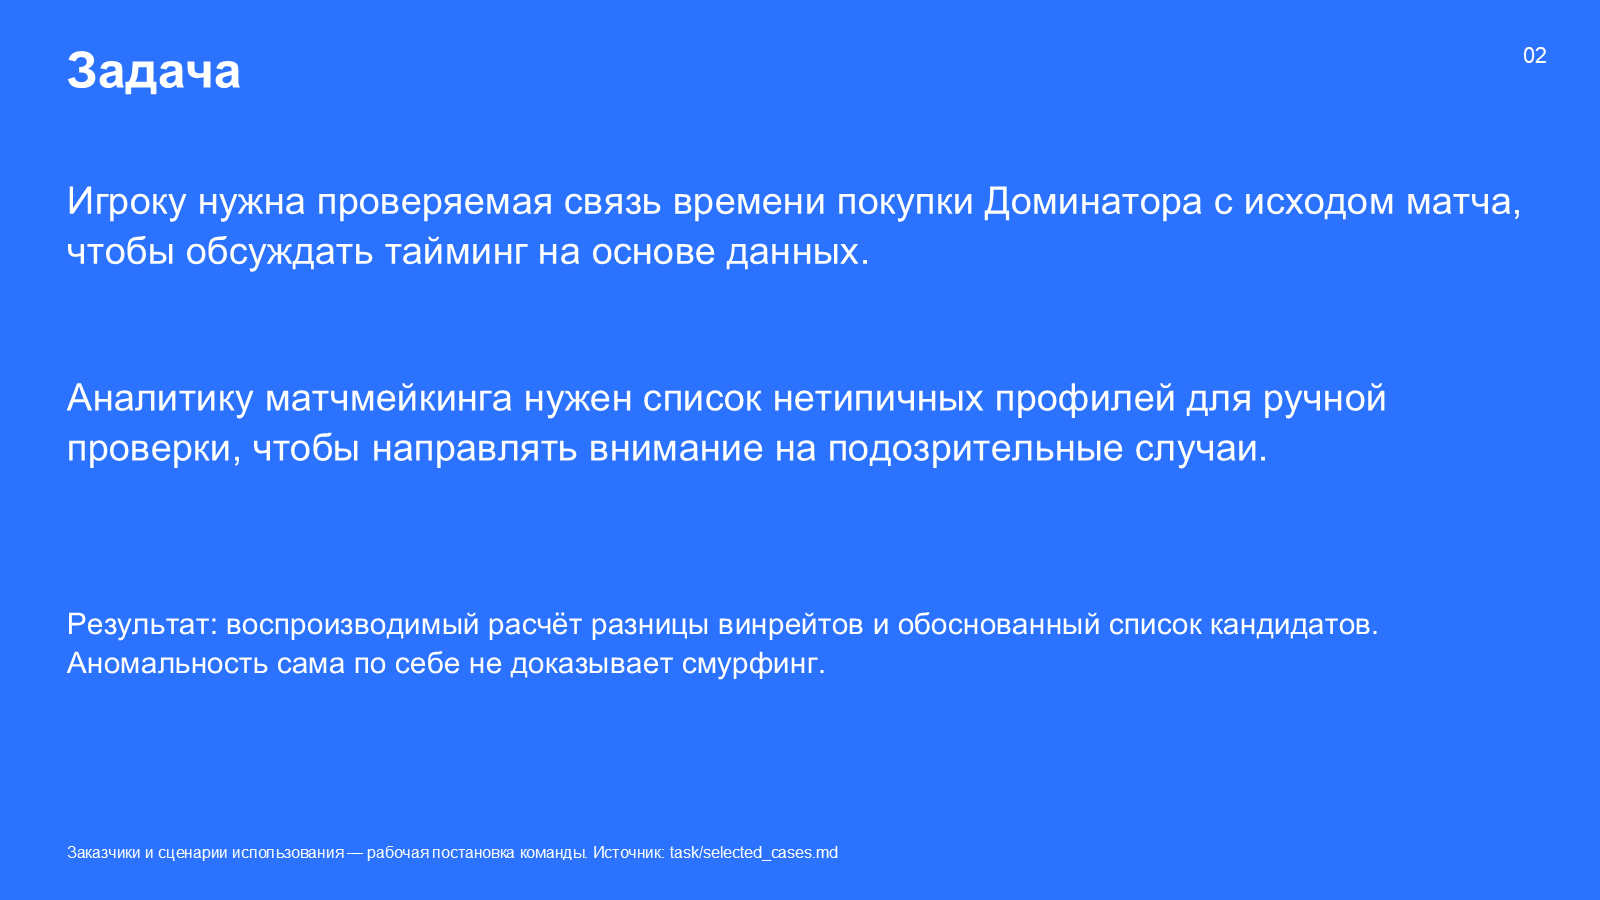 Задача
02
Игроку нужна проверяемая связь времени покупки Доминатора с исходом матча,
чтобы обсуждать тайминг на основе данных.
Аналитику матчмейкинга нужен список нетипичных профилей для ручной
проверки, чтобы направлять внимание на подозрительные случаи.
Результат: воспроизводимый расчёт разницы винрейтов и обоснованный список кандидатов.
Аномальность сама по себе не доказывает смурфинг.
Заказчики и сценарии использования — рабочая постановка команды. Источник: task/selected_cases.md